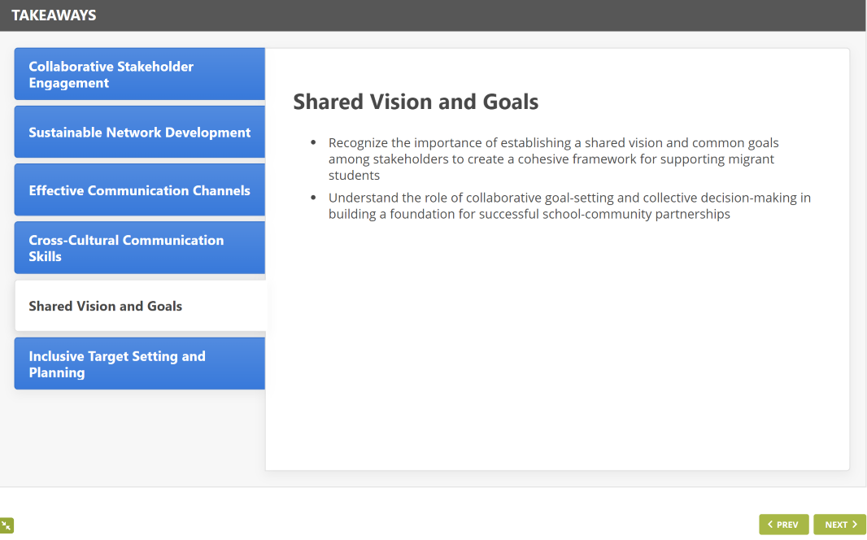 TAKEAWAYS
Collaborative Stakeholder
Engagement
Sustainable Network Development
Effective Communication Channels
Cross-Cultural Communication
Skills
Shared Vision and Goals
Inclusive Target Setting and
Planning
Shared Vision and Goals
Recognize the importance of establishing a shared vision and common goals
among stakeholders to create a cohesive framework for supporting migrant
students
Understand the role of collaborative goal-setting and collective decision-making in
building a foundation for successful school-community partnerships
PREV
NEXT